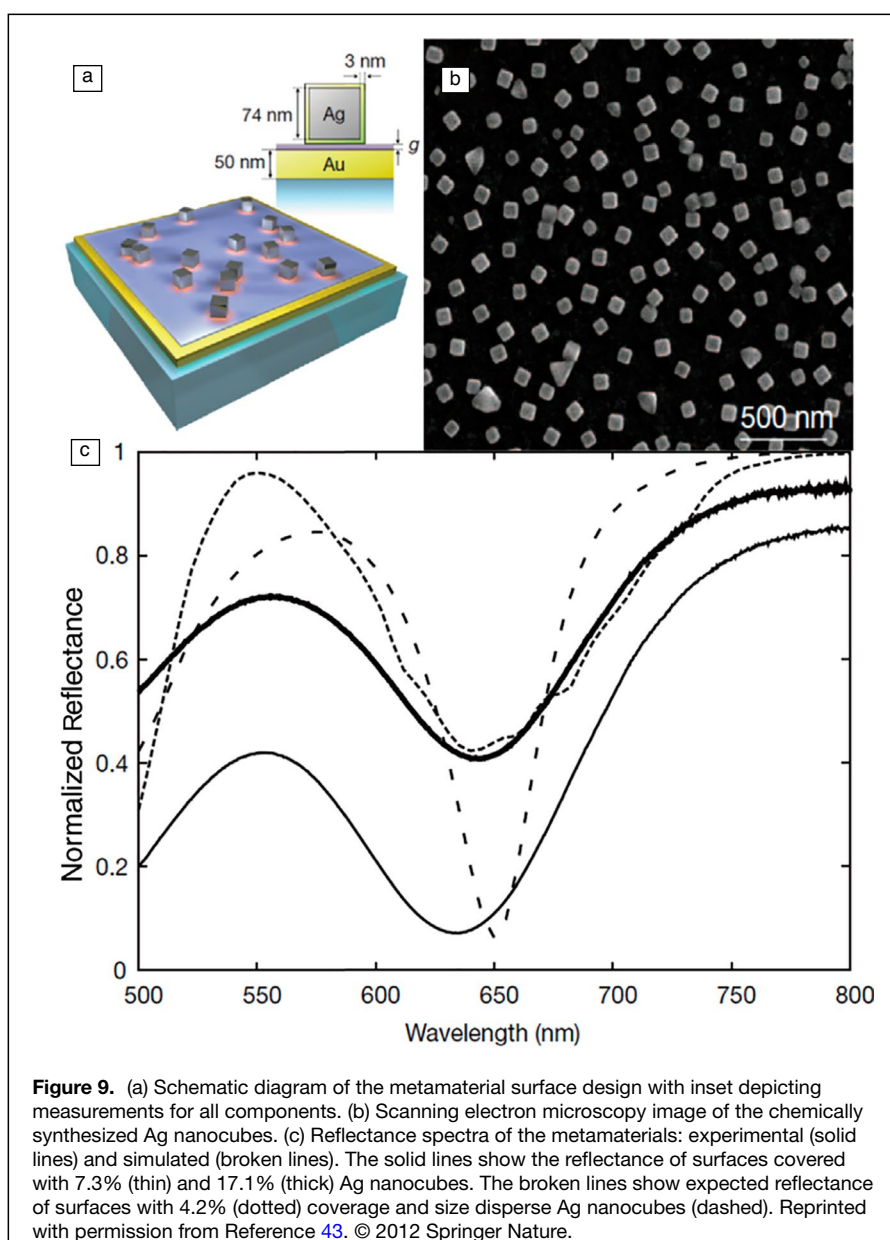 a
3 nm
74 nm
Ag
g
50 nm
Au
b
500 nm
c
1
0.8
0.6
0.4
0.2
0
Normalized Reflectance
500
550
600
650
700
750
800
Wavelength (nm)
Figure 9. (a) Schematic diagram of the metamaterial surface design with inset depicting
measurements for all components. (b) Scanning electron microscopy image of the chemically
synthesized Ag nanocubes. (c) Reflectance spectra of the metamaterials: experimental (solid
lines) and simulated (broken lines). The solid lines show the reflectance of surfaces covered
with 7.3% (thin) and 17.1% (thick) Ag nanocubes. The broken lines show expected reflectance
of surfaces with 4.2% (dotted) coverage and size disperse Ag nanocubes (dashed). Reprinted
with permission from Reference 43. © 2012 Springer Nature.